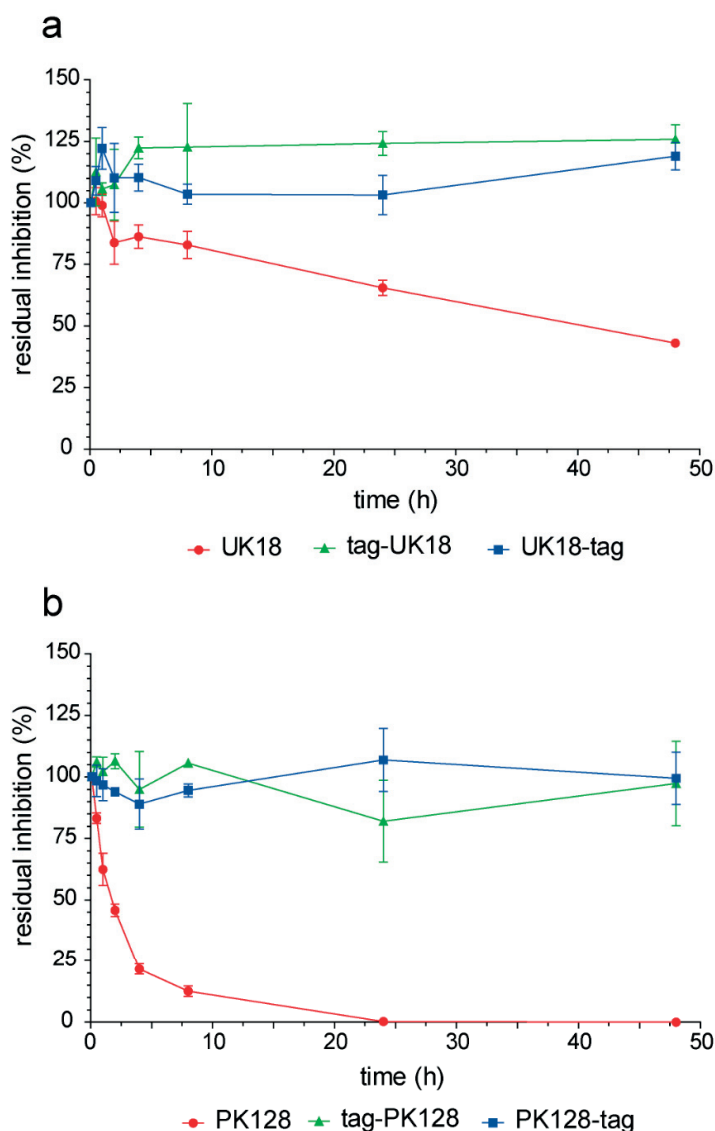 a
150
125
100
75
50
25
0
residual inhibition (%)
0 10 20 30 40 50
time (h)
UK18 tag-UK18 UK18-tag
b
150
125
100
75
50
25
0
residual inhibition (%)
0 10 20 30 40 50
time (h)
PK128 tag-PK128 PK128-tag